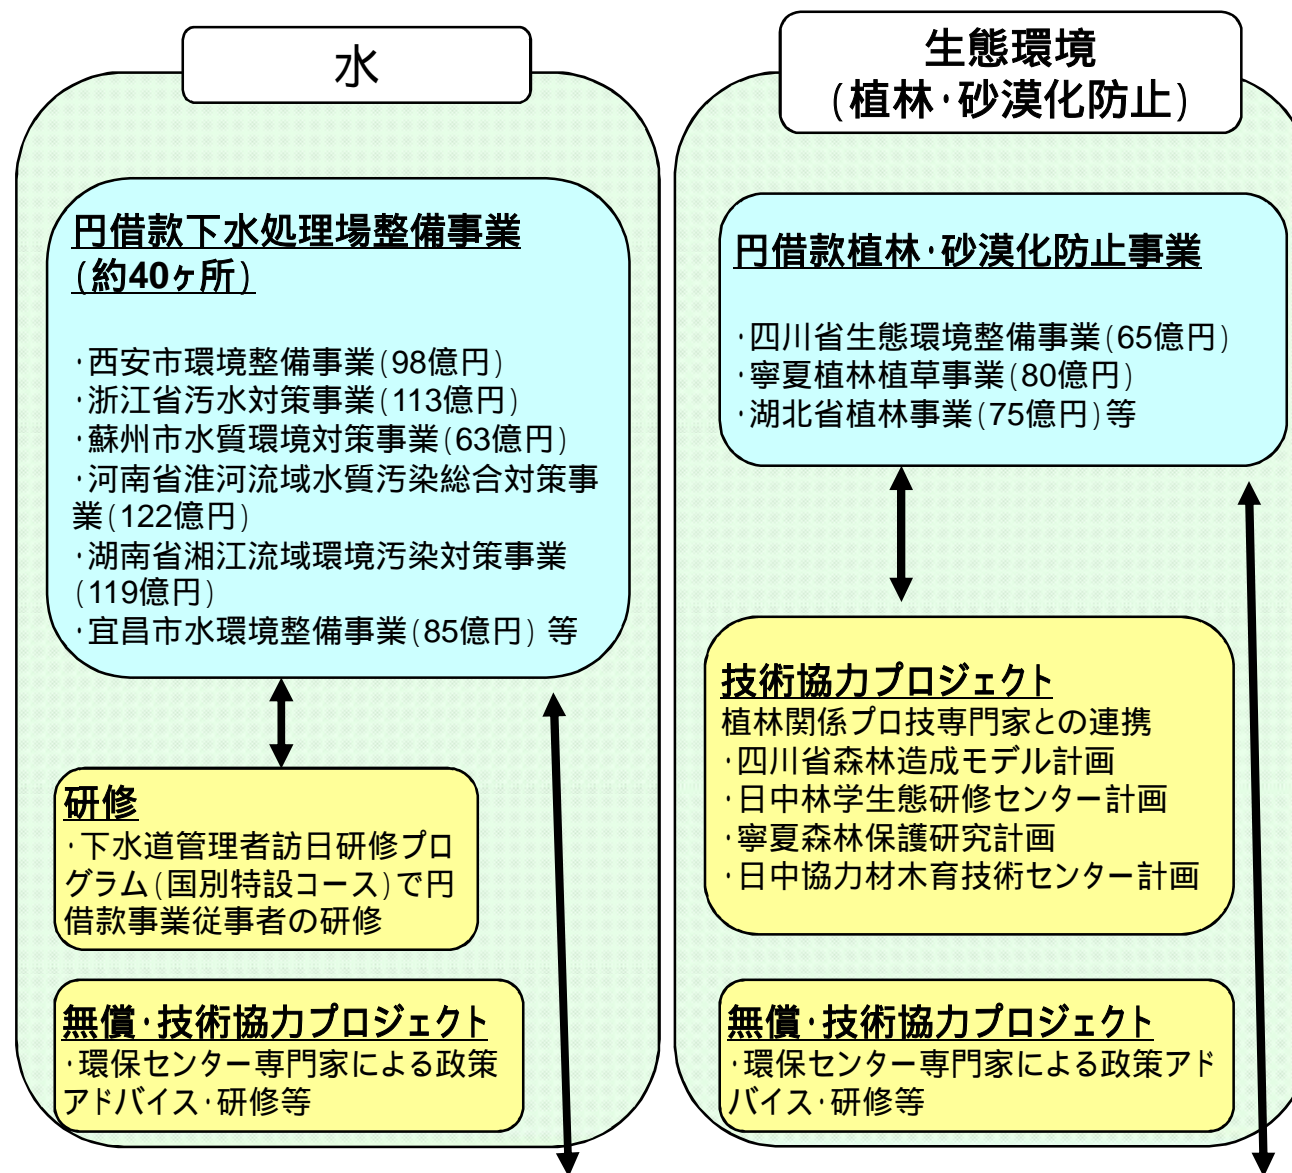 水
円借款下水処理場整備事業
(約40ヶ所)
・西安市環境整備事業(98億円)
・浙江省汚水対策事業(113億円)
・蘇州市水質環境対策事業(63億円)
・河南省淮河流域水質汚染総合対策事
業(122億円)
・湖南省湘江流域環境汚染対策事業
(119億円)
・宜昌市水環境整備事業(85億円) 等
研修
・下水道管理者訪日研修プロ
グラム(国別特設コース)で円
借款事業従事者の研修
無償・技術協力プロジェクト
・環保センター専門家による政策
アドバイス・研修等
生態環境
(植林・砂漠化防止)
円借款植林・砂漠化防止事業
・四川省生態環境整備事業(65億円)
・寧夏植林植草事業(80億円)
・湖北省植林事業(75億円)等
技術協力プロジェクト
植林関係プロ技専門家との連携
・四川省森林造成モデル計画
・日中林学生態研修センター計画
・寧夏森林保護研究計画
・日中協力材木育技術センター計画
無償・技術協力プロジェクト
・環保センター専門家による政策アド
バイス・研修等